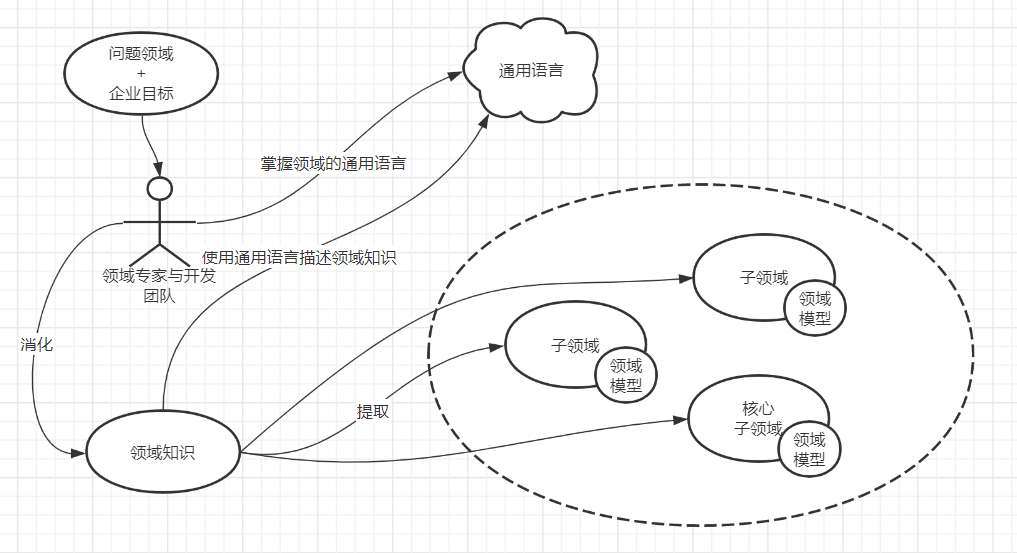 问题领域
+
企业目标
通用语言
掌握领域的通用语言
使用通用语言描述领域知识
领域专家与开发
团队
子领域
领域
模型
消化
子领域
领域
模型
提取
核心
子领域
领域
模型
领域知识